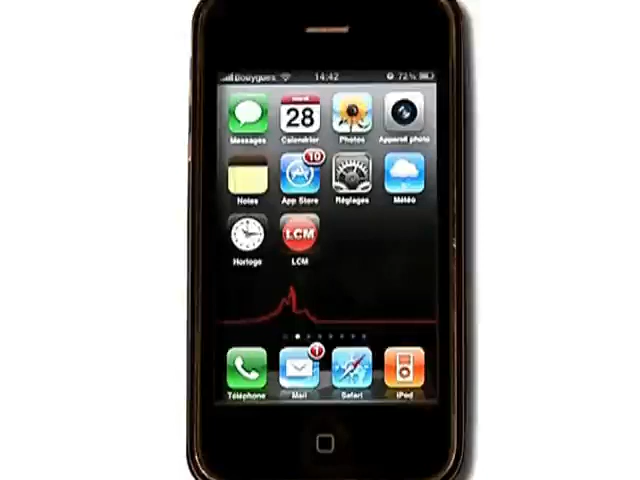 Bouygues 14:42 72%
mardi
28
Messages Calendrier Photos Appareil photo
10
Notes App Store Réglages Météo
LCM
Horloge LCM
1
Téléphone Mail Safari iPod